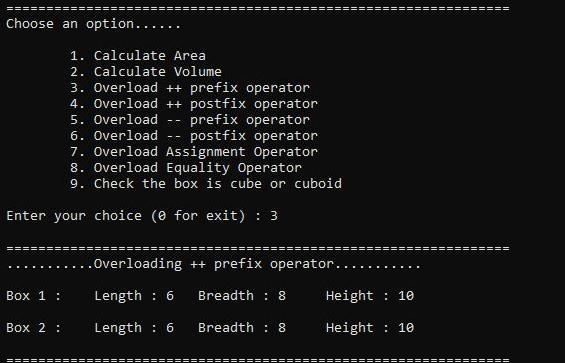 ===============================================================
Choose an option......
1. Calculate Area
2. Calculate Volume
3. Overload ++ prefix operator
4. Overload ++ postfix operator
5. Overload -- prefix operator
6. Overload -- postfix operator
7. Overload Assignment Operator
8. Overload Equality Operator
9. Check the box is cube or cuboid
Enter your choice (0 for exit) : 3
===============================================================
...........Overloading ++ prefix operator...........
Box 1 :    Length : 6   Breadth : 8     Height : 10
Box 2 :    Length : 6   Breadth : 8     Height : 10
===============================================================